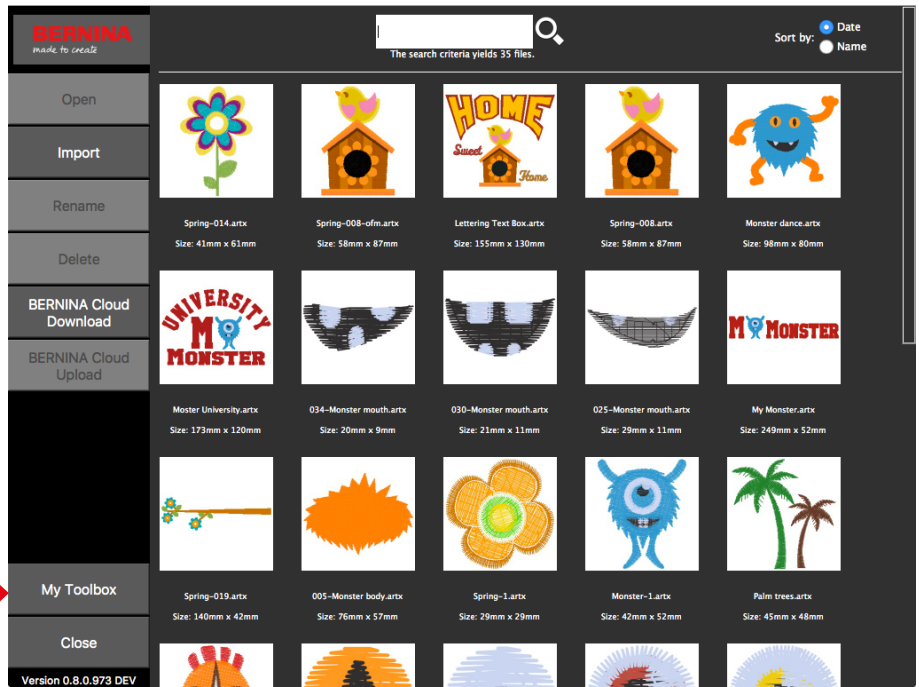 BERNINA
made to create
Open
Import
Rename
Delete
BERNINA Cloud
Download
BERNINA Cloud
Upload
My Toolbox
Close
Version 0.8.0.973 DEV
The search criteria yields 35 files.
Sort by:
Date
Name
HOME
Sweet
Home
Spring-014.artx
Size: 41mm x 61mm
Spring-008-ofm.artx
Size: 58mm x 87mm
Lettering Text Box.artx
Size: 155mm x 130mm
Spring-008.artx
Size: 58mm x 87mm
Monster dance.artx
Size: 98mm x 80mm
UNIVERSITY
M
MONSTER
M MONSTER
Moster University.artx
Size: 173mm x 120mm
034-Monster mouth.artx
Size: 20mm x 9mm
030-Monster mouth.artx
Size: 21mm x 11mm
025-Monster mouth.artx
Size: 29mm x 11mm
My Monster.artx
Size: 249mm x 52mm
Spring-019.artx
Size: 140mm x 42mm
005-Monster body.artx
Size: 76mm x 57mm
Spring-1.artx
Size: 29mm x 29mm
Monster-1.artx
Size: 42mm x 52mm
Palm trees.artx
Size: 45mm x 48mm